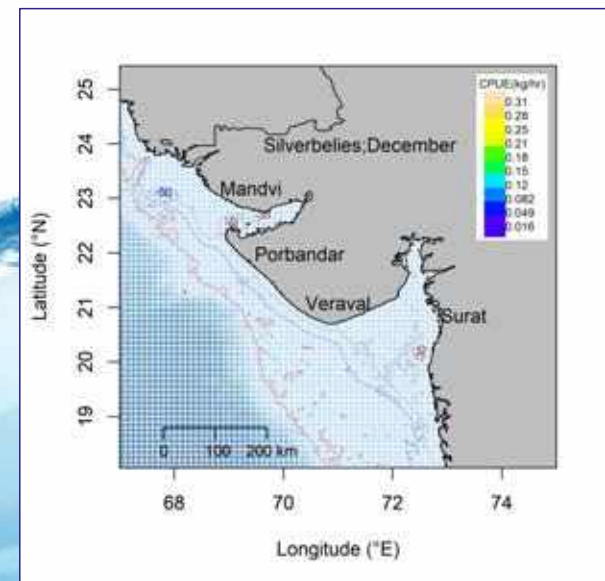 CPUE(kg/hr)
0.31
0.28
0.25
0.21
0.18
0.15
0.12
0.082
0.049
0.016
Silverbelies;December
Mandvi
Porbandar
Veraval
Surat
-50
0 100 200 km
25
24
23
22
21
20
19
Latitude (°N)
68 70 72 74
Longitude (°E)